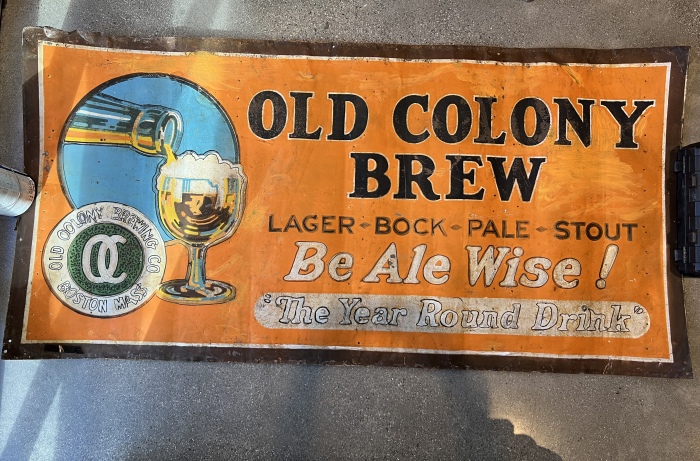 OLD COLONY
BREW
LAGER - BOCK - PALE - STOUT
Be Ale Wise!
"The Year Round Drink"
OLD COLONY BREWING CO
OC
BOSTON MASS